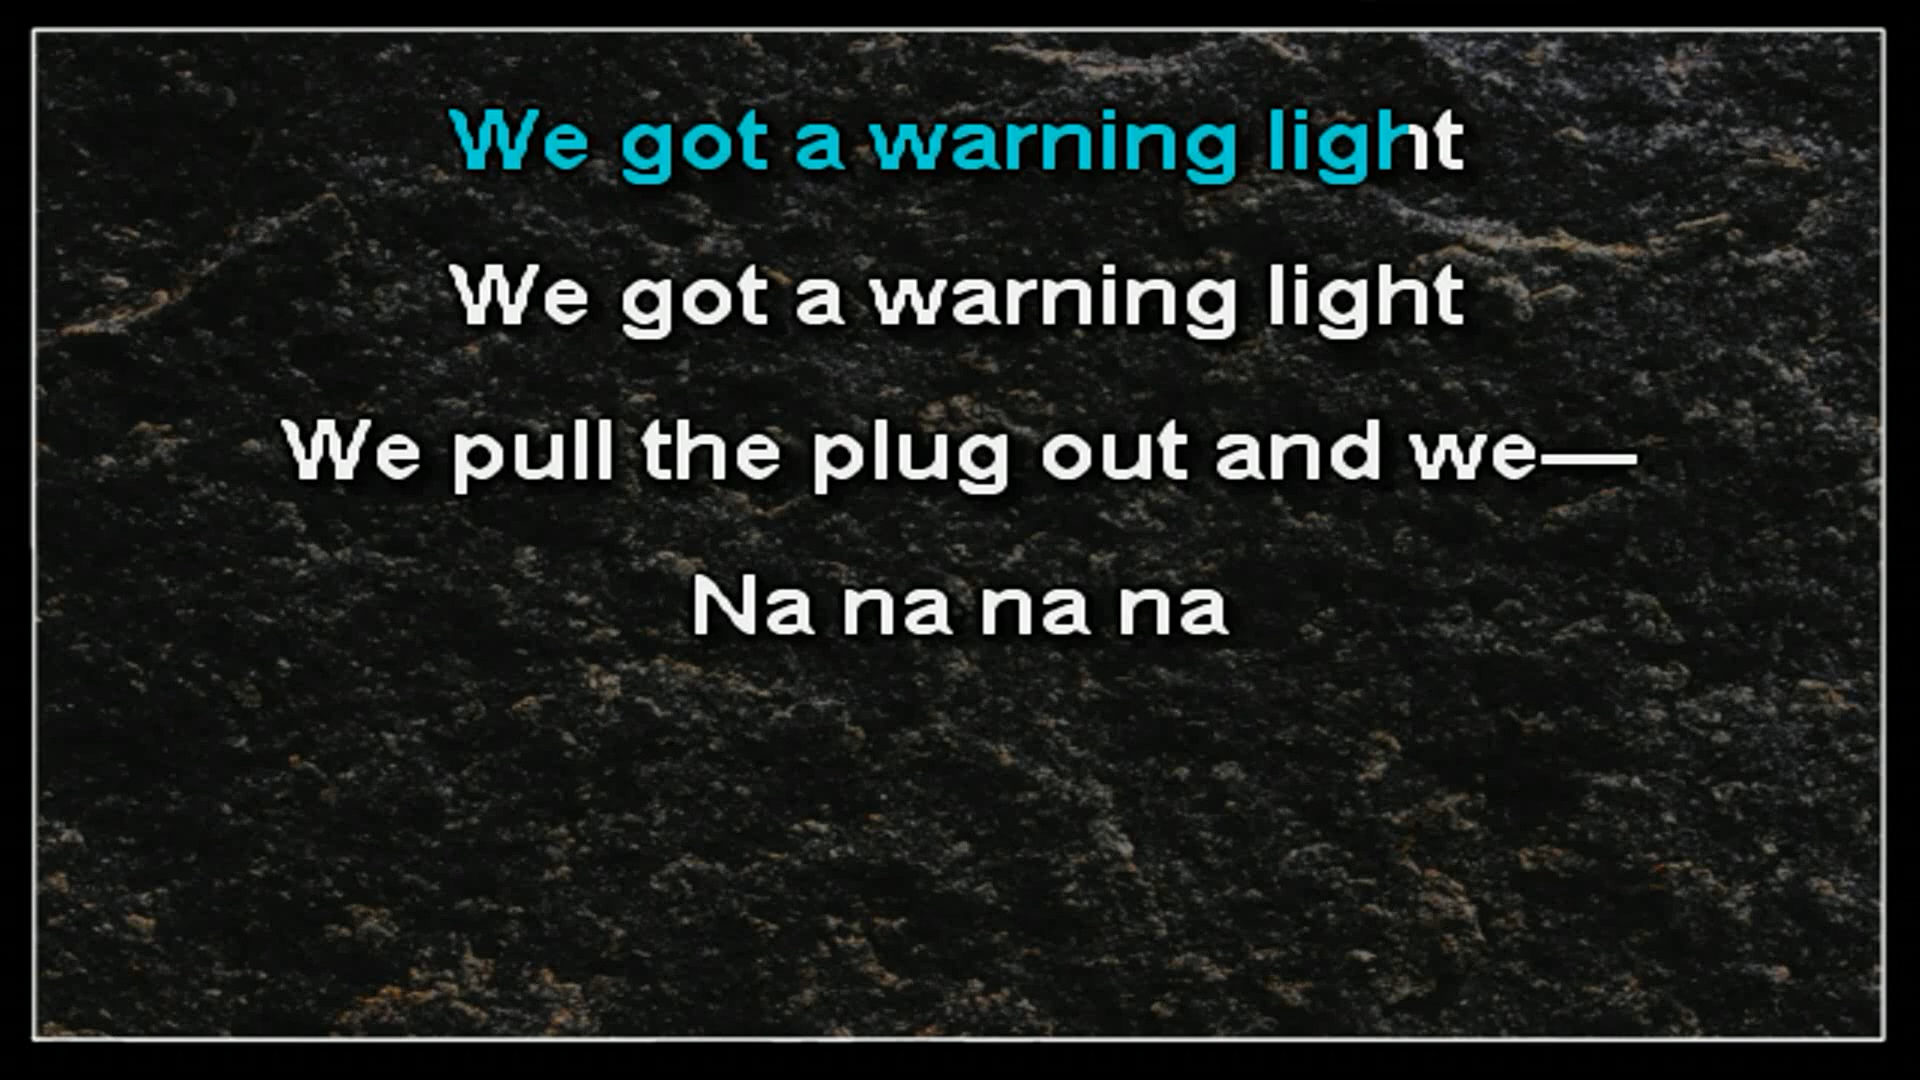 We got a warning light
We got a warning light
We pull the plug out and we—
Na na na na